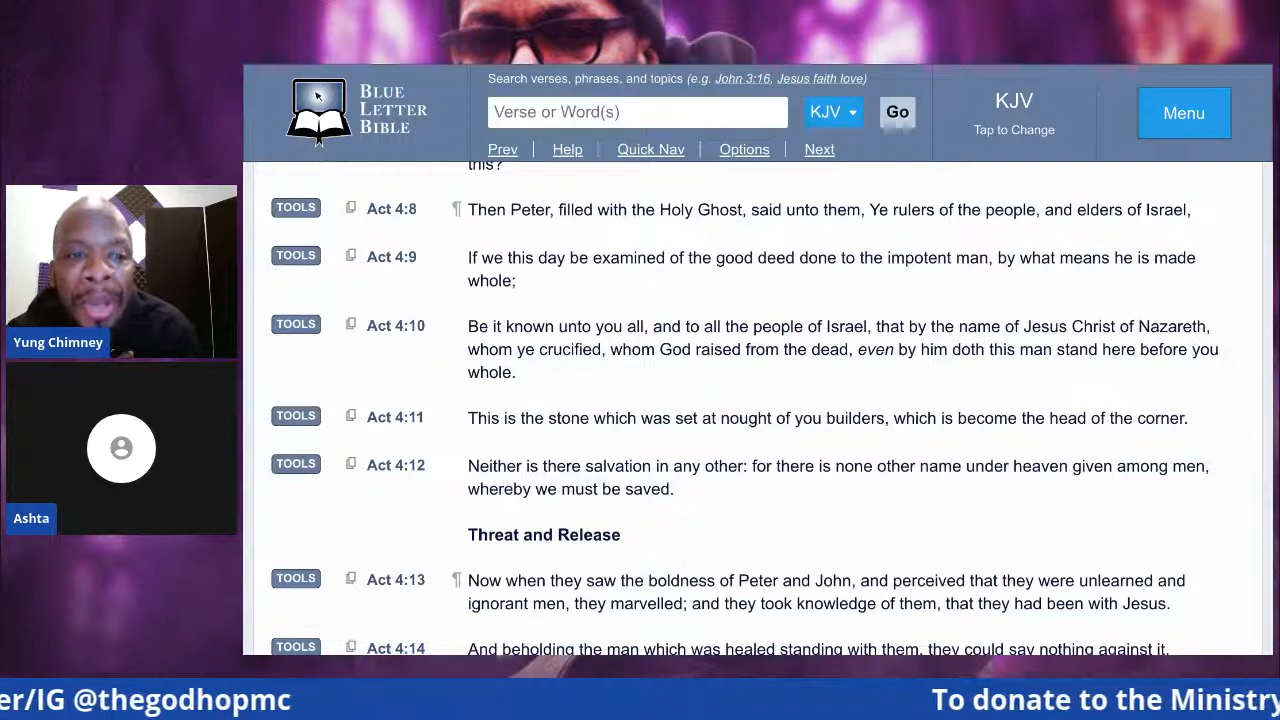 Search verses, phrases, and topics (e.g. John 3:16, Jesus faith love)
BLUE
LETTER
BIBLE
Verse or Word(s)
KJV
Go
KJV
Tap to Change
Menu
Prev
Help
Quick Nav
Options
Next
this?
TOOLS Act 4:8 ¶ Then Peter, filled with the Holy Ghost, said unto them, Ye rulers of the people, and elders of Israel,
TOOLS Act 4:9 If we this day be examined of the good deed done to the impotent man, by what means he is made
whole;
TOOLS Act 4:10 Be it known unto you all, and to all the people of Israel, that by the name of Jesus Christ of Nazareth,
whom ye crucified, whom God raised from the dead, even by him doth this man stand here before you
whole.
TOOLS Act 4:11 This is the stone which was set at nought of you builders, which is become the head of the corner.
TOOLS Act 4:12 Neither is there salvation in any other: for there is none other name under heaven given among men,
whereby we must be saved.
Threat and Release
TOOLS Act 4:13 ¶ Now when they saw the boldness of Peter and John, and perceived that they were unlearned and
ignorant men, they marvelled; and they took knowledge of them, that they had been with Jesus.
TOOLS Act 4:14 And beholding the man which was healed standing with them, they could say nothing against it.
Yung Chimney
Ashta
er/IG @thegodhopmc
To donate to the Ministry